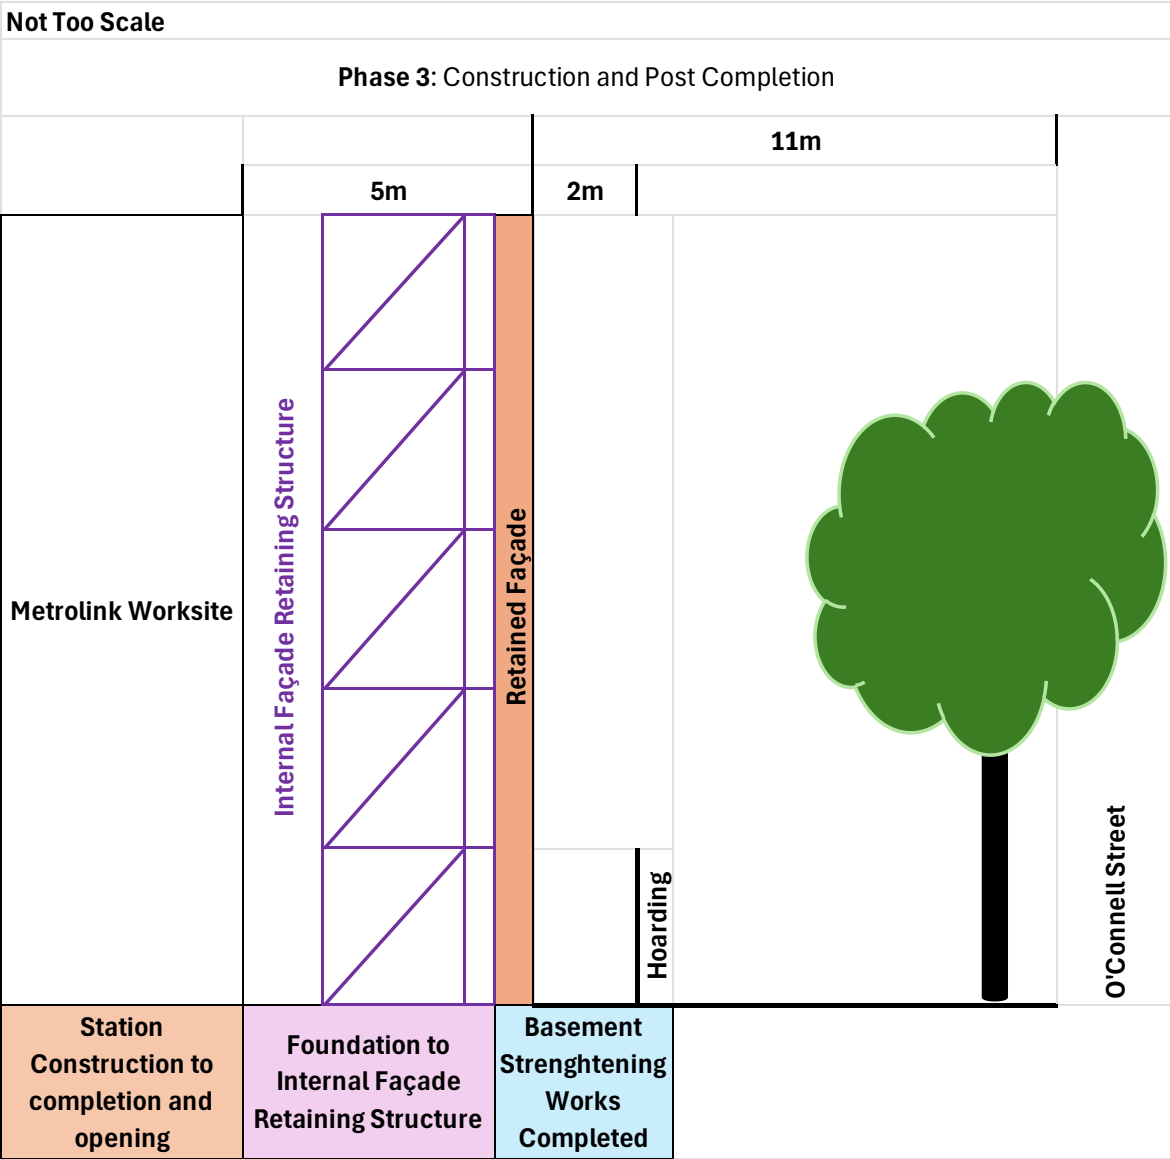 Not Too Scale
Phase 3: Construction and Post Completion
11m
5m
2m
Metrolink Worksite
Internal Façade Retaining Structure
Retained Façade
Hoarding
O'Connell Street
Station
Construction to
completion and
opening
Foundation to
Internal Façade
Retaining Structure
Basement
Strenghtening
Works
Completed